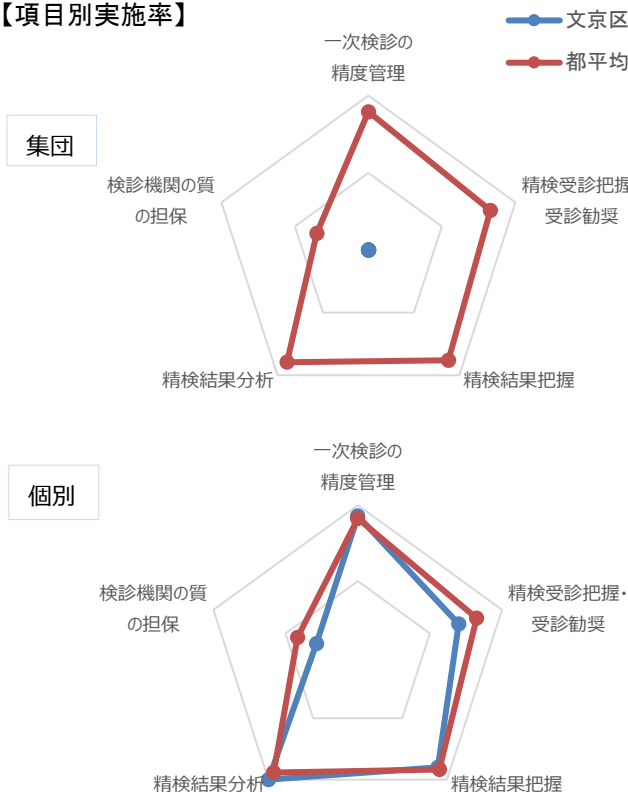 【項目別実施率】
文京区
都平均
集団
一次検診の
精度管理
精検受診把握
受診勧奨
精検結果把握
精検結果分析
検診機関の質
の担保
個別
一次検診の
精度管理
精検受診把握・
受診勧奨
精検結果把握
精検結果分析
検診機関の質
の担保